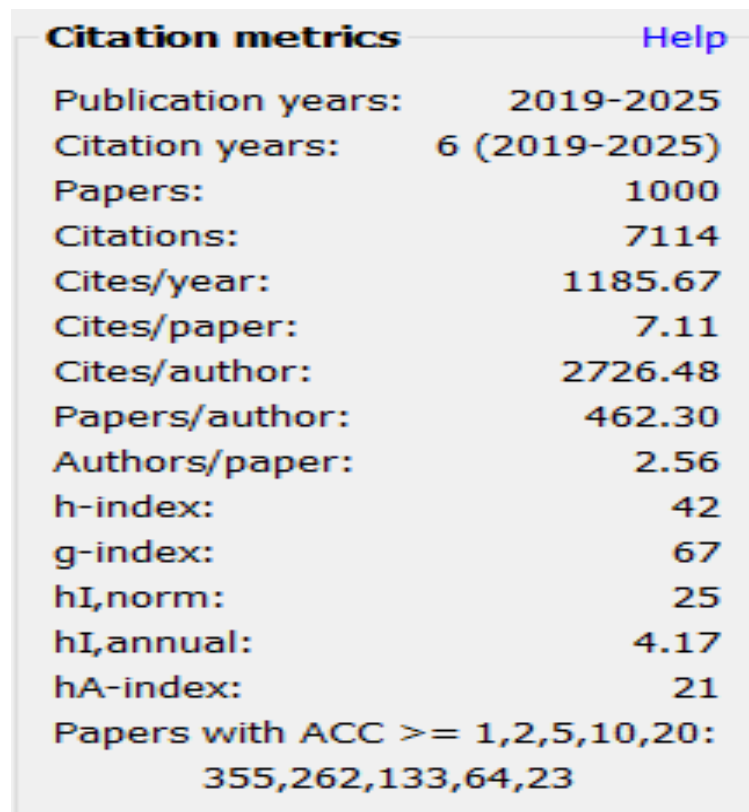 Citation metrics Help
Publication years: 2019-2025
Citation years: 6 (2019-2025)
Papers: 1000
Citations: 7114
Cites/year: 1185.67
Cites/paper: 7.11
Cites/author: 2726.48
Papers/author: 462.30
Authors/paper: 2.56
h-index: 42
g-index: 67
hI,norm: 25
hI,annual: 4.17
hA-index: 21
Papers with ACC >= 1,2,5,10,20:
355,262,133,64,23